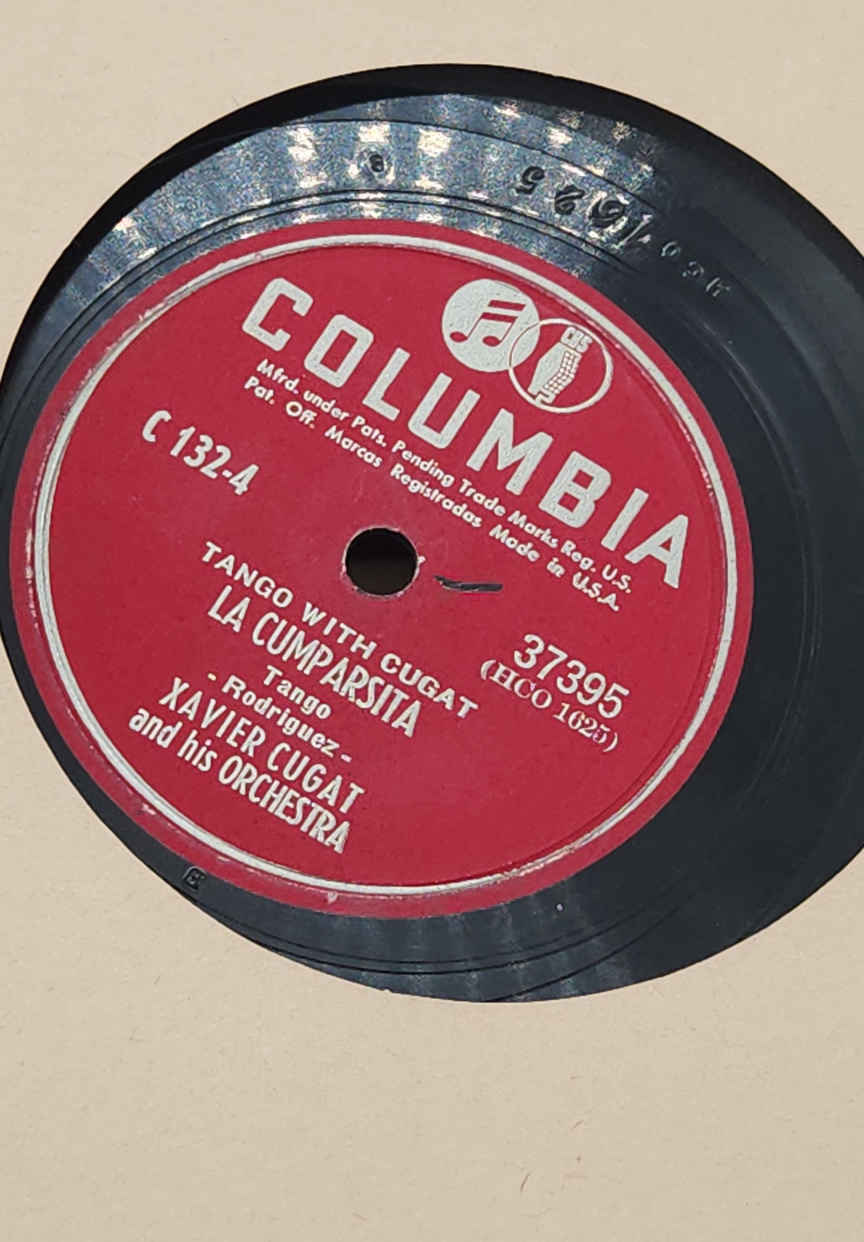 CBS
COLUMBIA
Mfrd. under Pats. Pending Trade Marks Reg. U.S.
Pat. Off. Marcas Registradas Made in U.S.A.
C 132-4
37395
(HCO 1625)
TANGO WITH CUGAT
LA CUMPARSITA
Tango
- Rodriguez -
XAVIER CUGAT
and his ORCHESTRA